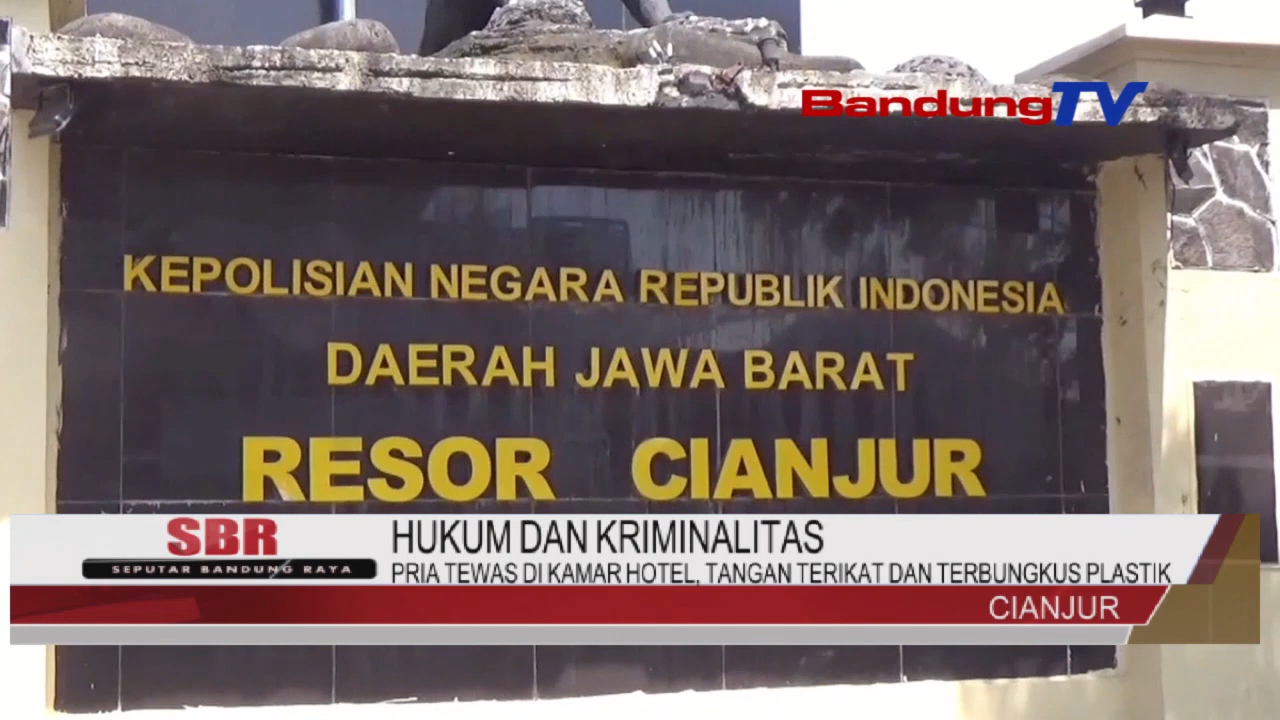 BandungTV
KEPOLISIAN NEGARA REPUBLIK INDONESIA
DAERAH JAWA BARAT
RESOR CIANJUR
SBR
SEPUTAR BANDUNG RAYA
HUKUM DAN KRIMINALITAS
PRIA TEWAS DI KAMAR HOTEL, TANGAN TERIKAT DAN TERBUNGKUS PLASTIK
CIANJUR